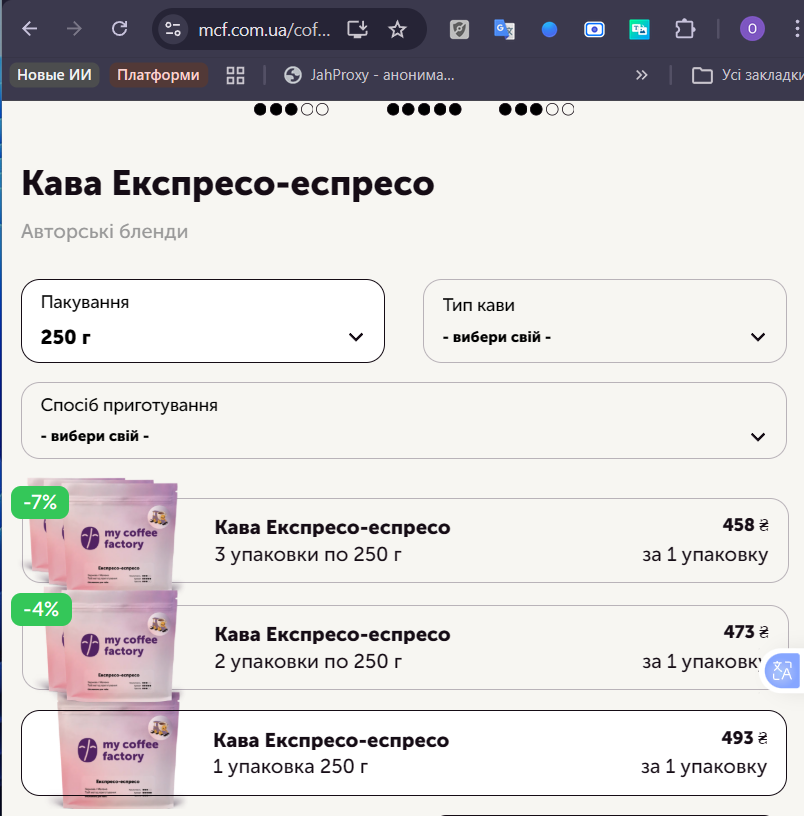 mcf.com.ua/cof...
О
Новые ИИ
Платформи
JahProxy - анонима...
»
Усі закладки
Кава Експресо-еспресо
Авторські бленди
Пакування
250 г
Тип кави
- вибери свій -
Спосіб приготування
- вибери свій -
-7%
my coffee factory
Експресо-еспресо
Кава Експресо-еспресо
458 ₴
3 упаковки по 250 г
за 1 упаковку
-4%
my coffee factory
Експресо-еспресо
Кава Експресо-еспресо
473 ₴
2 упаковки по 250 г
за 1 упаковку
my coffee factory
Експресо-еспресо
Кава Експресо-еспресо
493 ₴
1 упаковка 250 г
за 1 упаковку